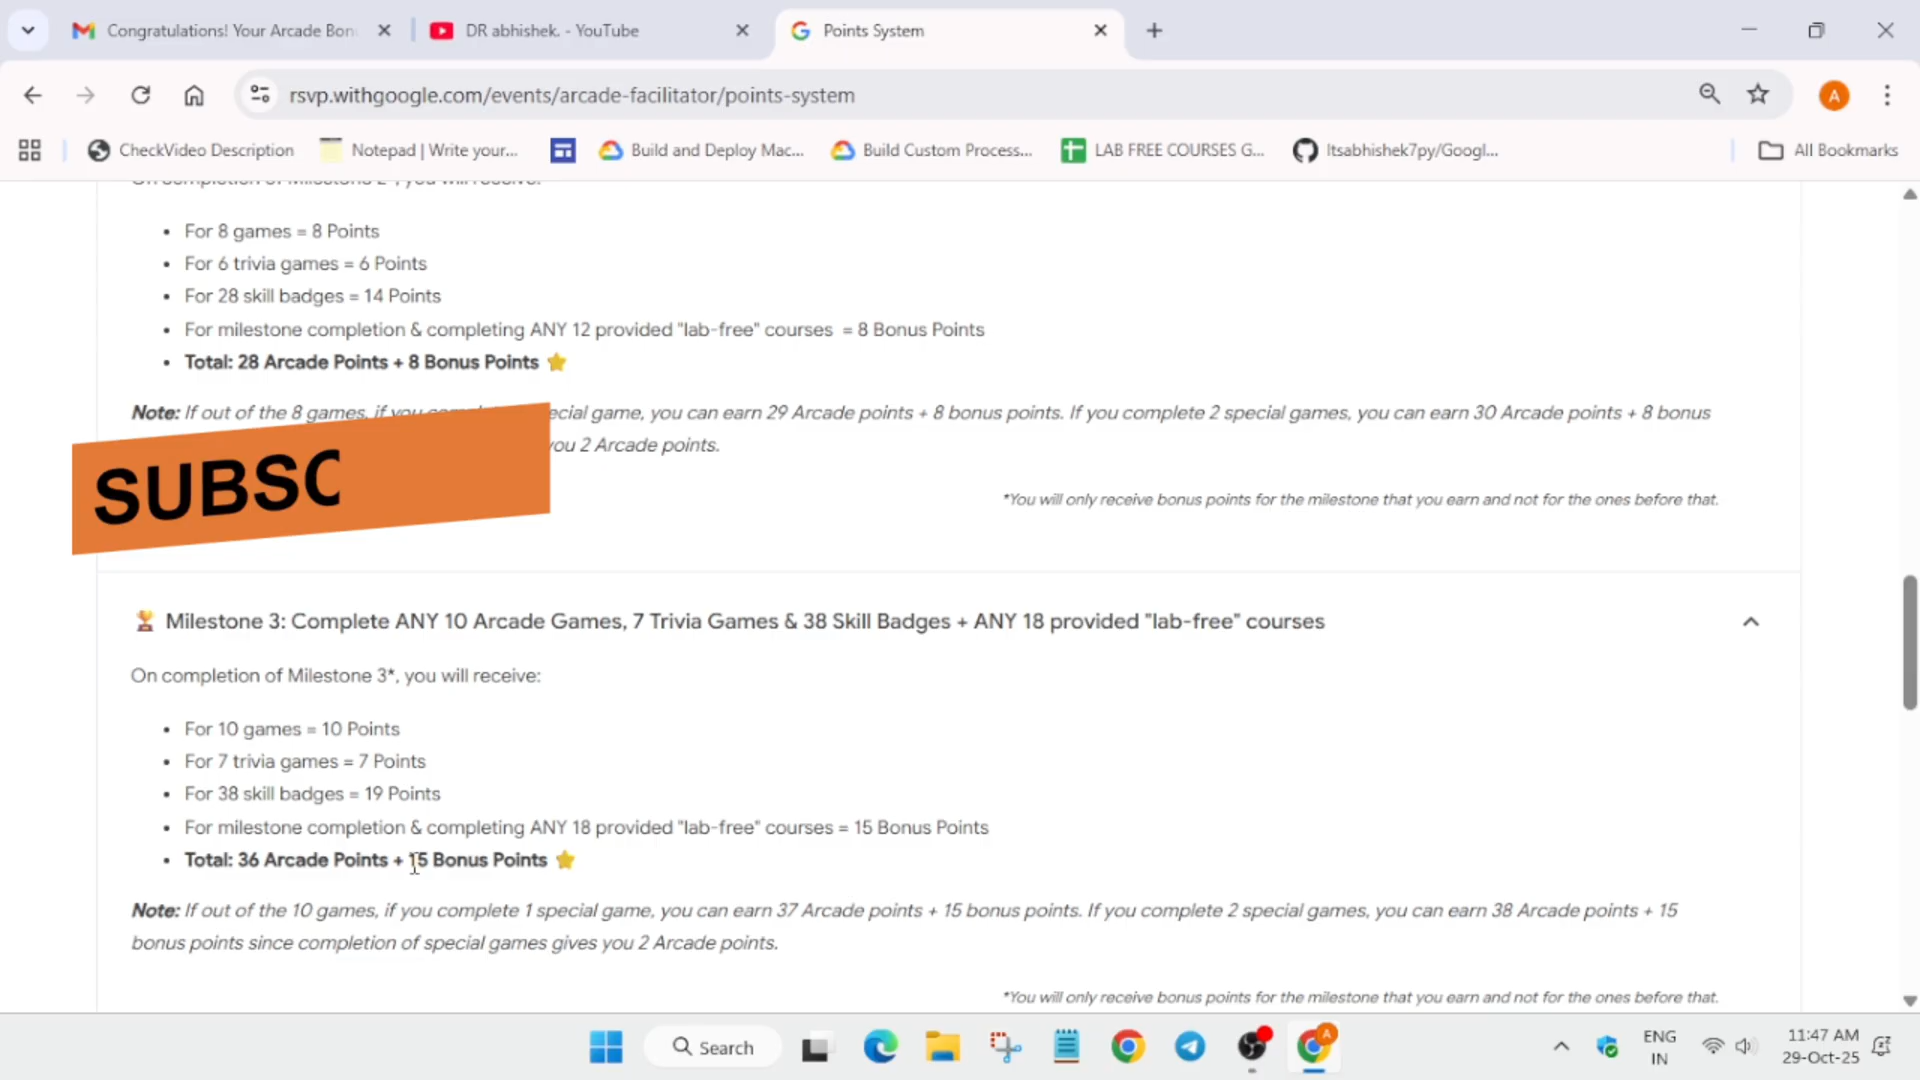 Congratulations! Your Arcade Bon
DR abhishek. - YouTube
Points System
rsvp.withgoogle.com/events/arcade-facilitator/points-system
A
CheckVideo Description
Notepad | Write your...
Build and Deploy Mac...
Build Custom Process...
LAB FREE COURSES G...
Itsabhishek7py/Googl...
All Bookmarks
On completion of Milestone 2*, you will receive:
• For 8 games = 8 Points
• For 6 trivia games = 6 Points
• For 28 skill badges = 14 Points
• For milestone completion & completing ANY 12 provided "lab-free" courses = 8 Bonus Points
• Total: 28 Arcade Points + 8 Bonus Points
Note: If out of the 8 games, if you special game, you can earn 29 Arcade points + 8 bonus points. If you complete 2 special games, you can earn 30 Arcade points + 8 bonus
you 2 Arcade points.
SUBSC
*You will only receive bonus points for the milestone that you earn and not for the ones before that.
Milestone 3: Complete ANY 10 Arcade Games, 7 Trivia Games & 38 Skill Badges + ANY 18 provided "lab-free" courses
On completion of Milestone 3*, you will receive:
• For 10 games = 10 Points
• For 7 trivia games = 7 Points
• For 38 skill badges = 19 Points
• For milestone completion & completing ANY 18 provided "lab-free" courses = 15 Bonus Points
• Total: 36 Arcade Points + 15 Bonus Points
Note: If out of the 10 games, if you complete 1 special game, you can earn 37 Arcade points + 15 bonus points. If you complete 2 special games, you can earn 38 Arcade points + 15
bonus points since completion of special games gives you 2 Arcade points.
*You will only receive bonus points for the milestone that you earn and not for the ones before that.
Search
A
ENG
IN
11:47 AM
29-Oct-25